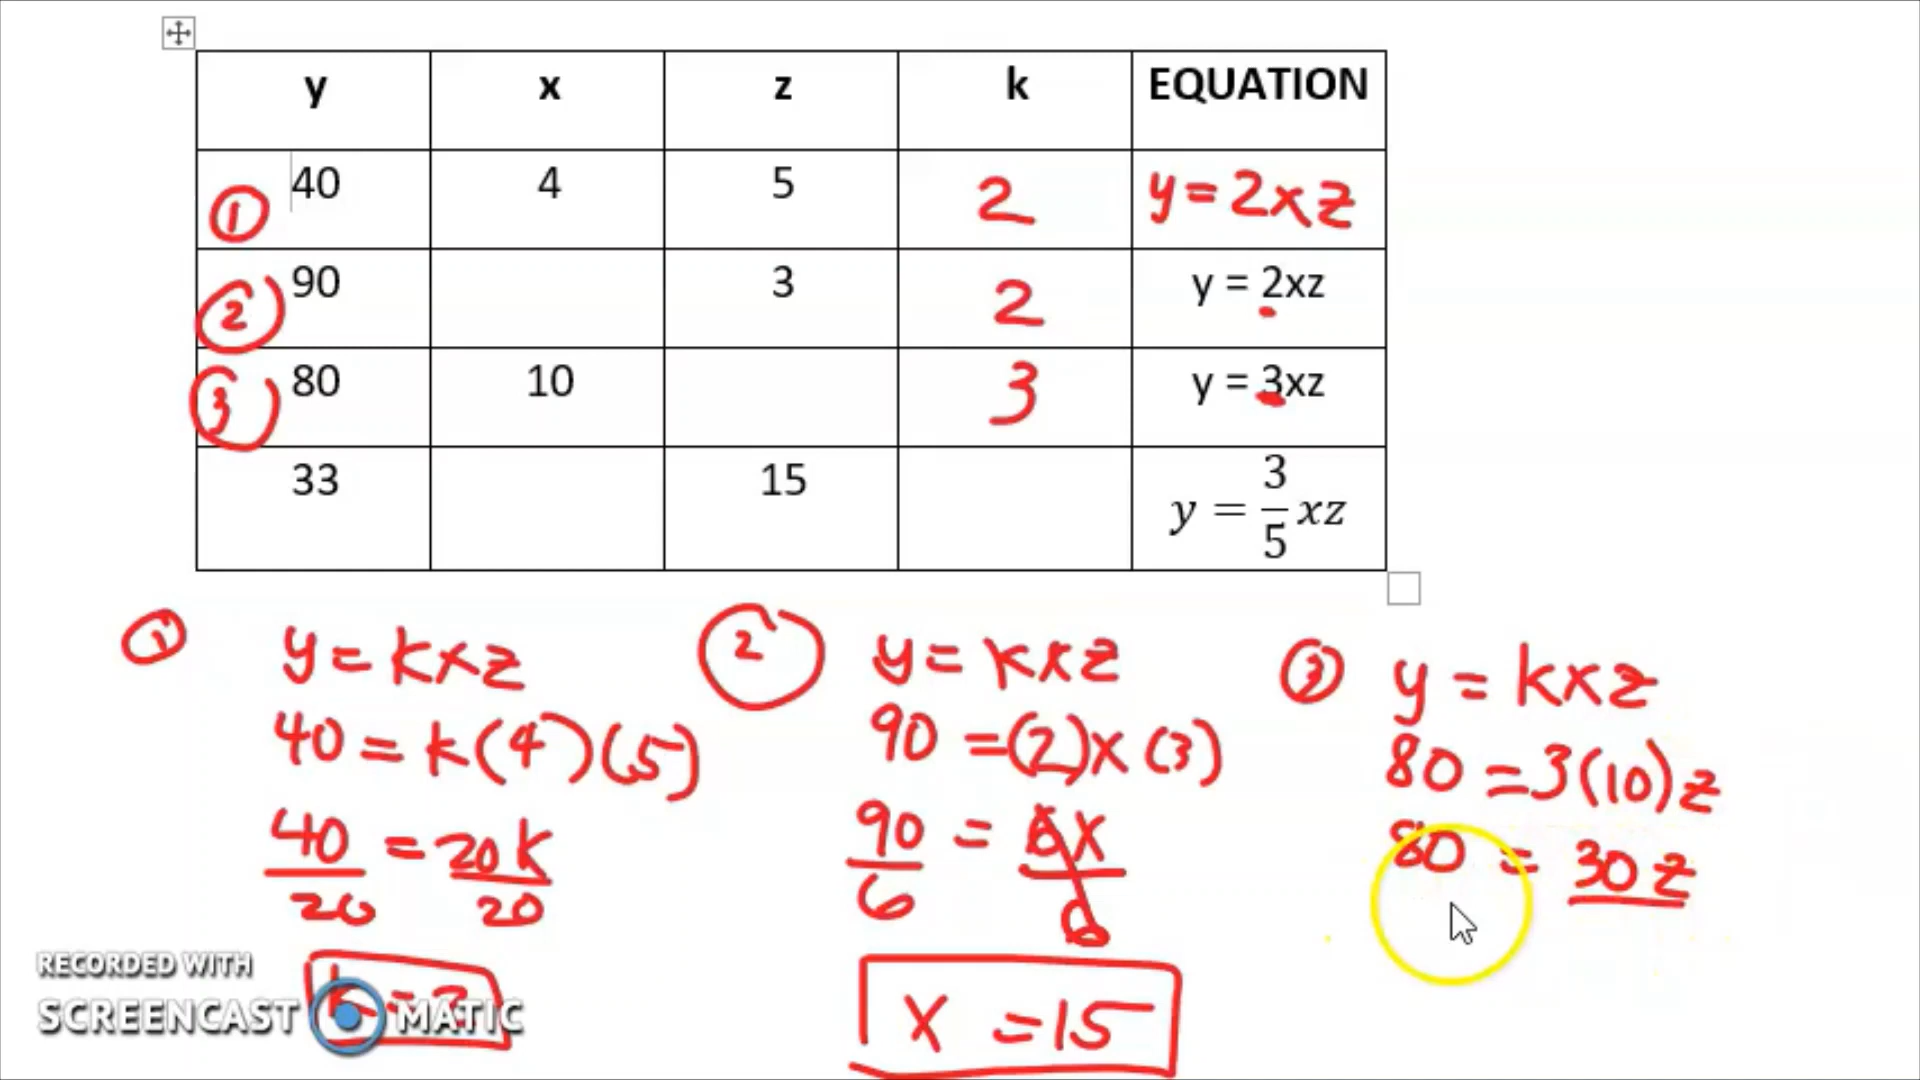 y x z k EQUATION
① 40 4 5 2 y = 2xz
② 90 3 2 y = 2xz
③ 80 10 3 y = 3xz
33 15 y = 3/5 xz
① y = kxz
40 = k(4)(5)
40/20 = 20k/20
② y = kxz
90 = (2)x(3)
90/6 = 6x/6
x = 15
③ y = kxz
80 = 3(10)z
80 = 30z
RECORDED WITH
SCREENCAST MATIC